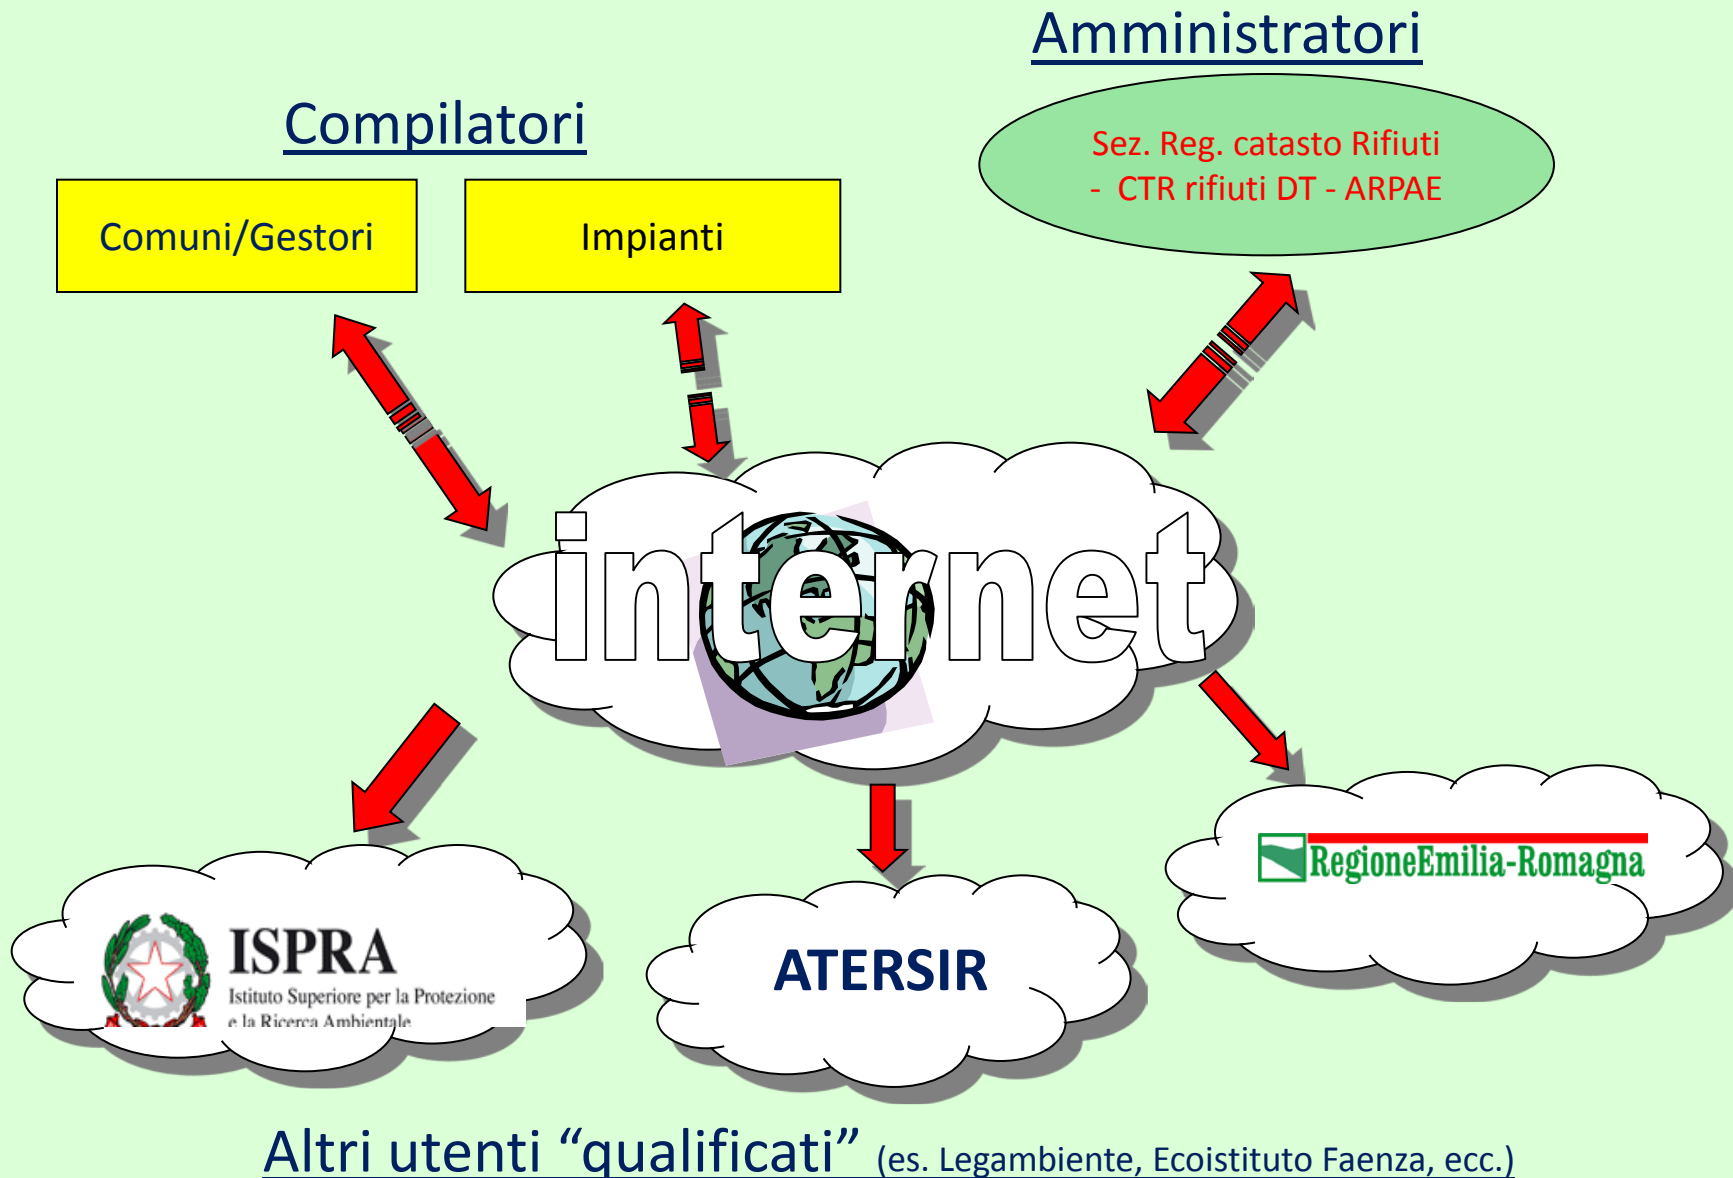 Amministratori
Compilatori
Sez. Reg. catasto Rifiuti
- CTR rifiuti DT - ARPAE
Comuni/Gestori
Impianti
internet
RegioneEmilia-Romagna
ISPRA
Istituto Superiore per la Protezione
e la Ricerca Ambientale
ATERSIR
Altri utenti “qualificati” (es. Legambiente, Ecoistituto Faenza, ecc.)